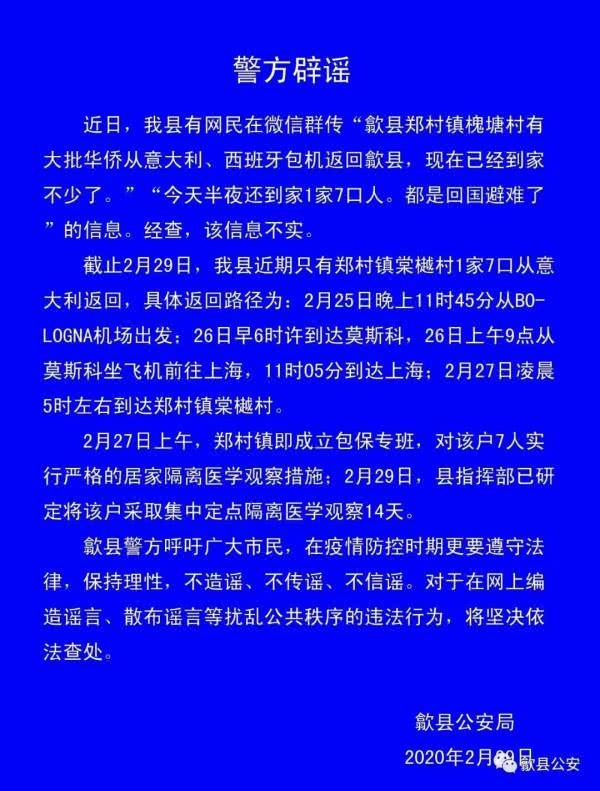 警方辟谣
近日，我县有网民在微信群传“歙县郑村镇槐塘村有
大批华侨从意大利、西班牙包机返回歙县，现在已经到家
不少了。”“今天半夜还到家1家7口人。都是回国避难了
”的信息。经查，该信息不实。
截止2月29日，我县近期只有郑村镇棠樾村1家7口从意
大利返回，具体返回路径为：2月25日晚上11时45分从BO-
LOGNA机场出发；26日早6时许到达莫斯科，26日上午9点从
莫斯科坐飞机前往上海，11时05分到达上海；2月27日凌晨
5时左右到达郑村镇棠樾村。
2月27日上午，郑村镇即成立包保专班，对该户7人实
行严格的居家隔离医学观察措施；2月29日，县指挥部已研
定将该户采取集中定点隔离医学观察14天。
歙县警方呼吁广大市民，在疫情防控时期更要遵守法
律，保持理性，不造谣、不传谣、不信谣。对于在网上编
造谣言、散布谣言等扰乱公共秩序的违法行为，将坚决依
法查处。
歙县公安局
2020年2月29日
歙县公安